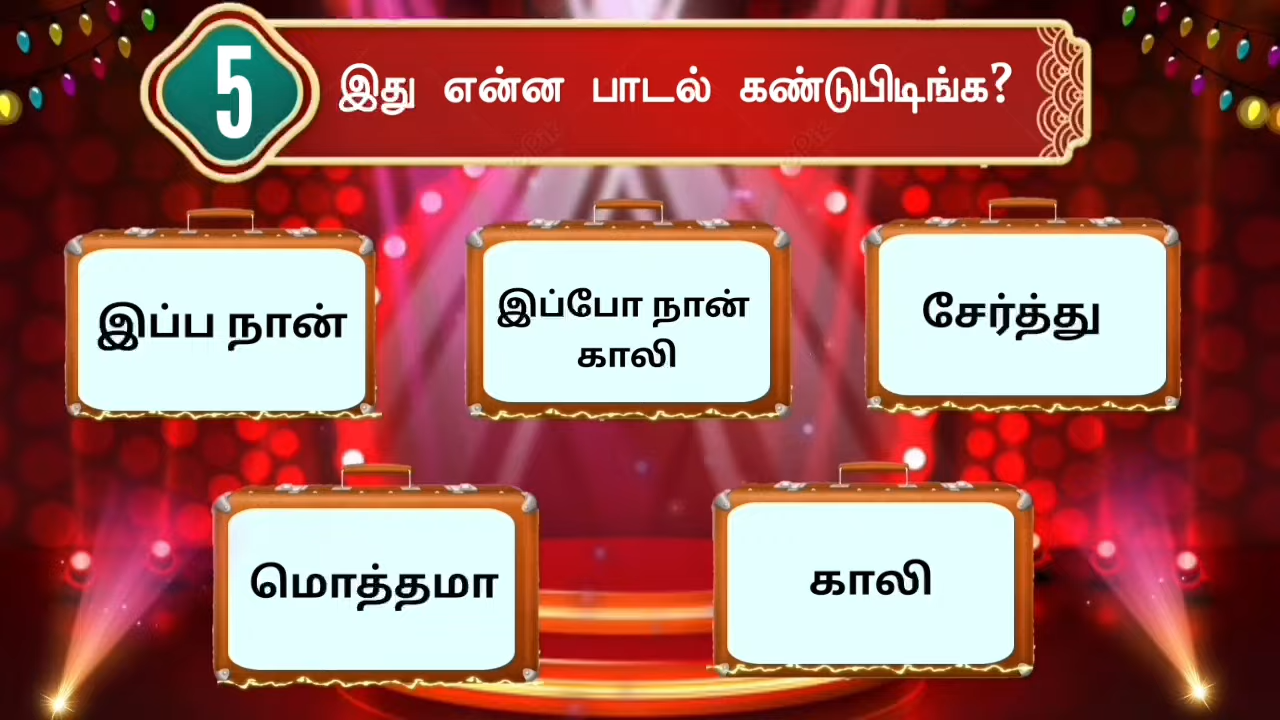 5
இது என்ன பாடல் கண்டுபிடிங்க?
இப்ப நான்
இப்போ நான்
காலி
சேர்த்து
மொத்தமா
காலி